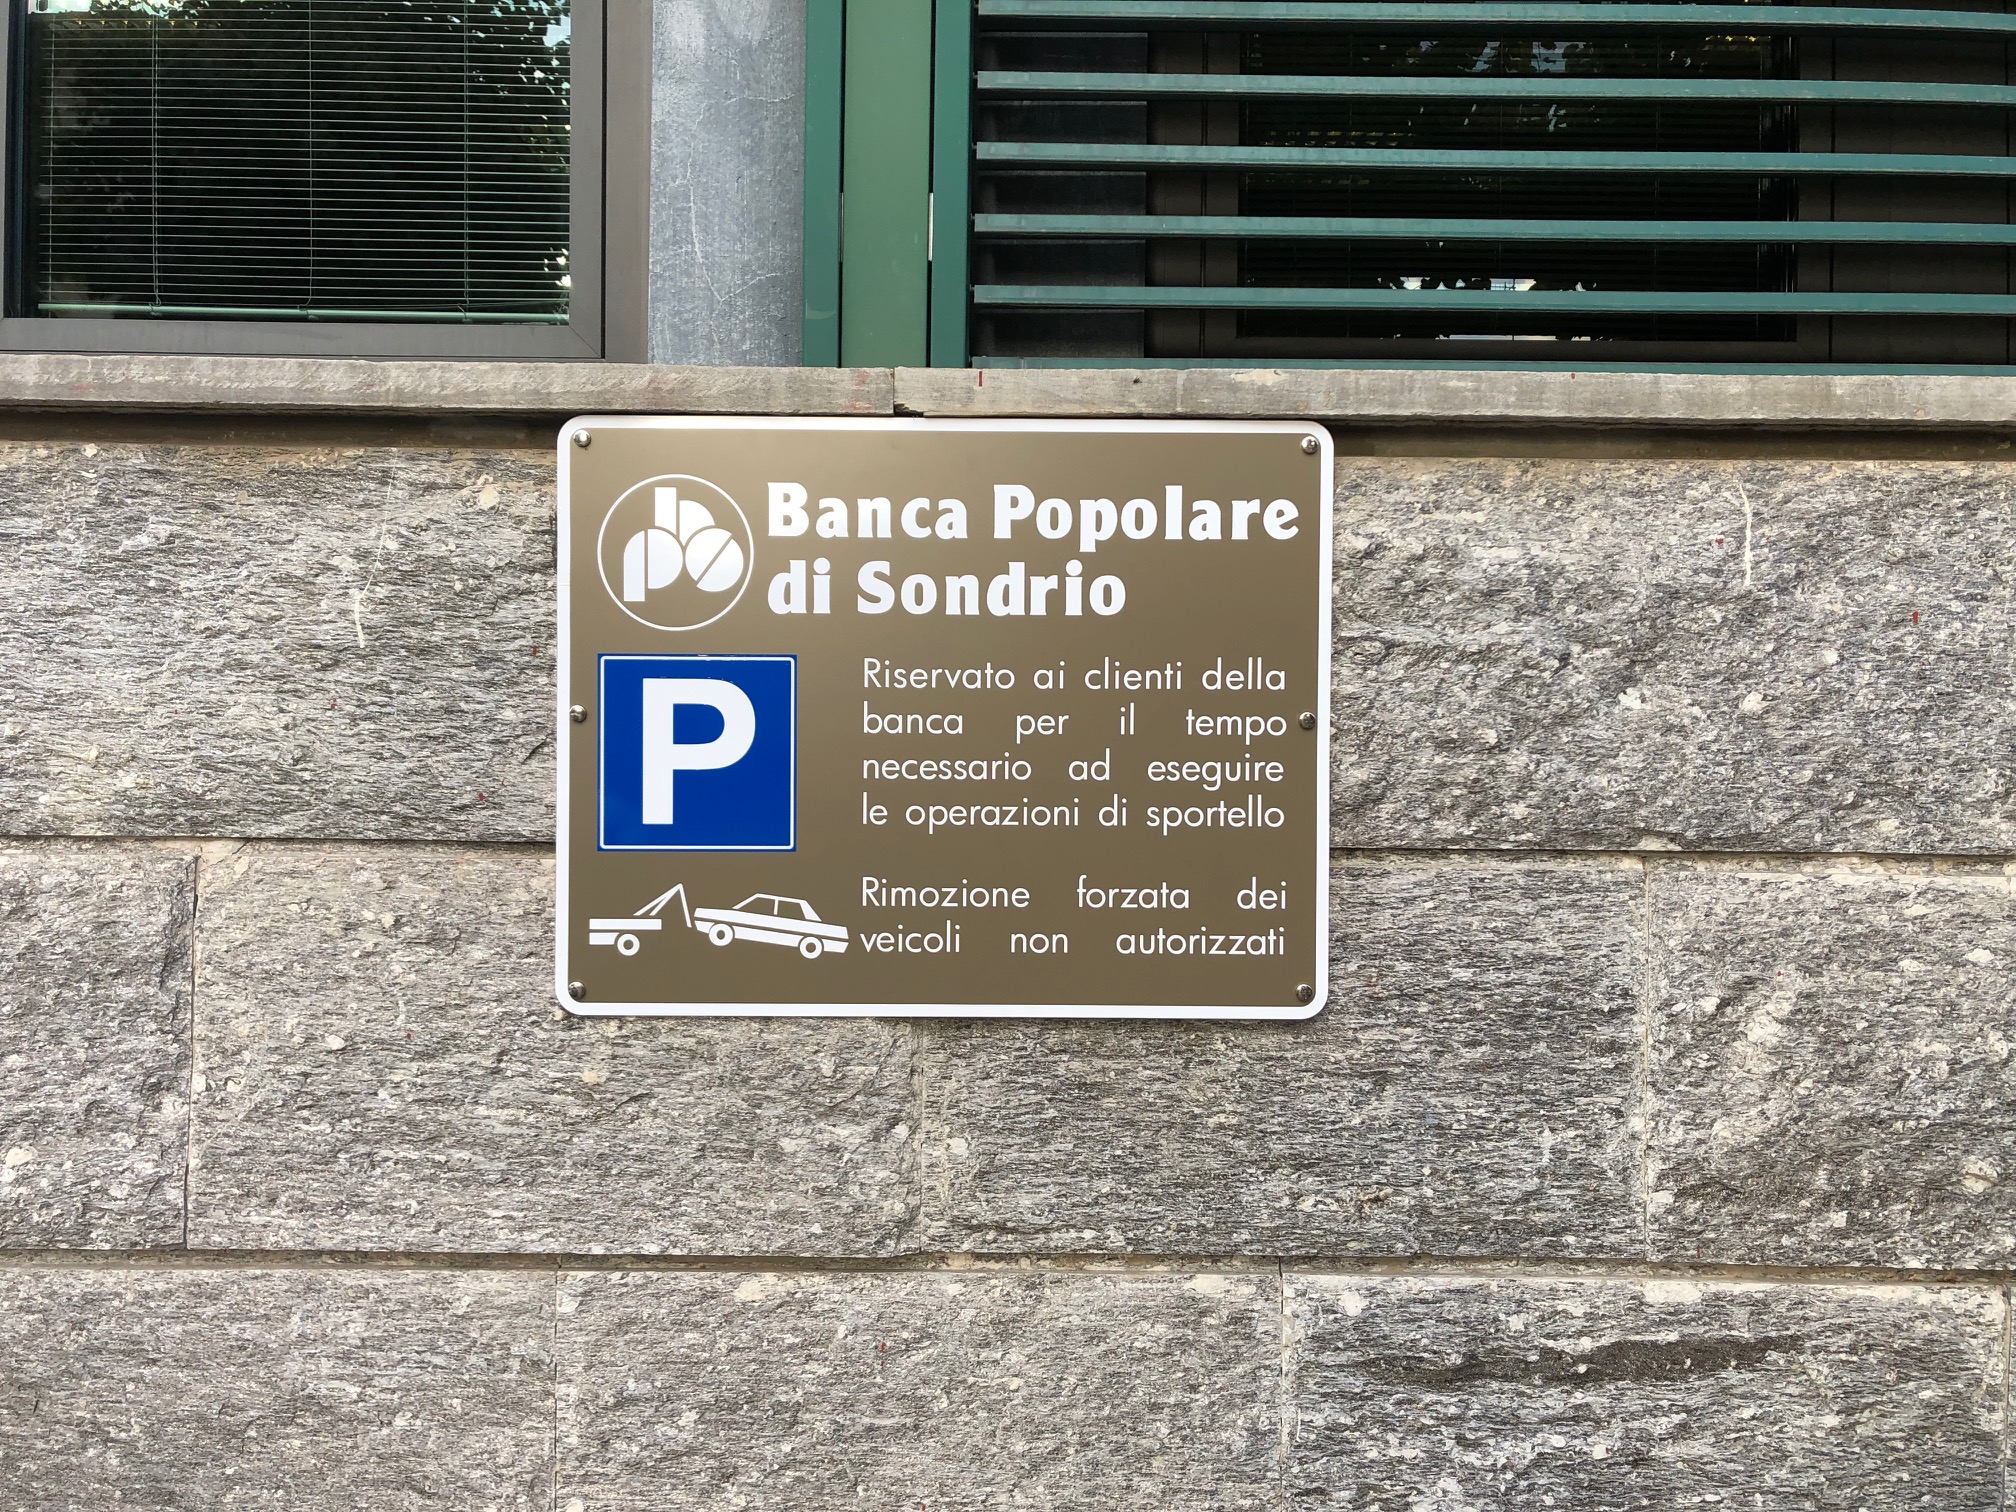 bps
Banca Popolare
di Sondrio
P
Riservato ai clienti della
banca per il tempo
necessario ad eseguire
le operazioni di sportello
Rimozione forzata dei
veicoli non autorizzati